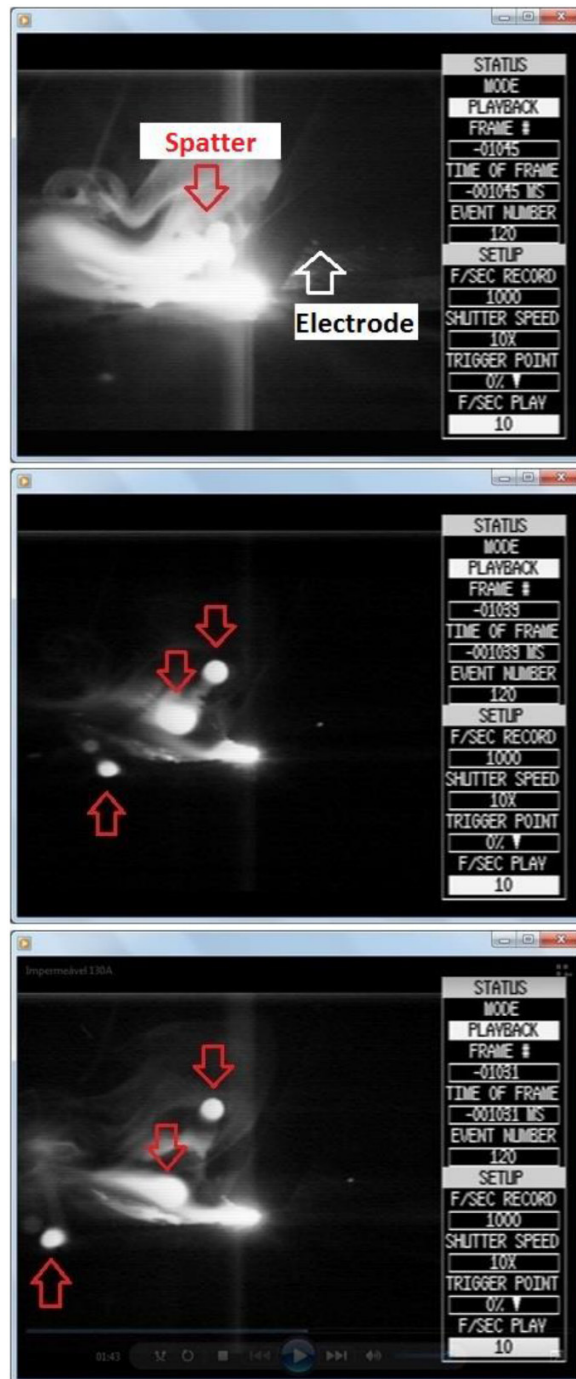 Spatter
Electrode
STATUS
MODE
PLAYBACK
FRAME #
-01045
TIME OF FRAME
-001045 MS
EVENT NUMBER
120
SETUP
F/SEC RECORD
1000
SHUTTER SPEED
10X
TRIGGER POINT
0% ▼
F/SEC PLAY
10
STATUS
MODE
PLAYBACK
FRAME #
-01039
TIME OF FRAME
-001039 MS
EVENT NUMBER
120
SETUP
F/SEC RECORD
1000
SHUTTER SPEED
10X
TRIGGER POINT
0% ▼
F/SEC PLAY
10
Impermeável 130A
STATUS
MODE
PLAYBACK
FRAME #
-01031
TIME OF FRAME
-001031 MS
EVENT NUMBER
120
SETUP
F/SEC RECORD
1000
SHUTTER SPEED
10X
TRIGGER POINT
0% ▼
F/SEC PLAY
10
01:43